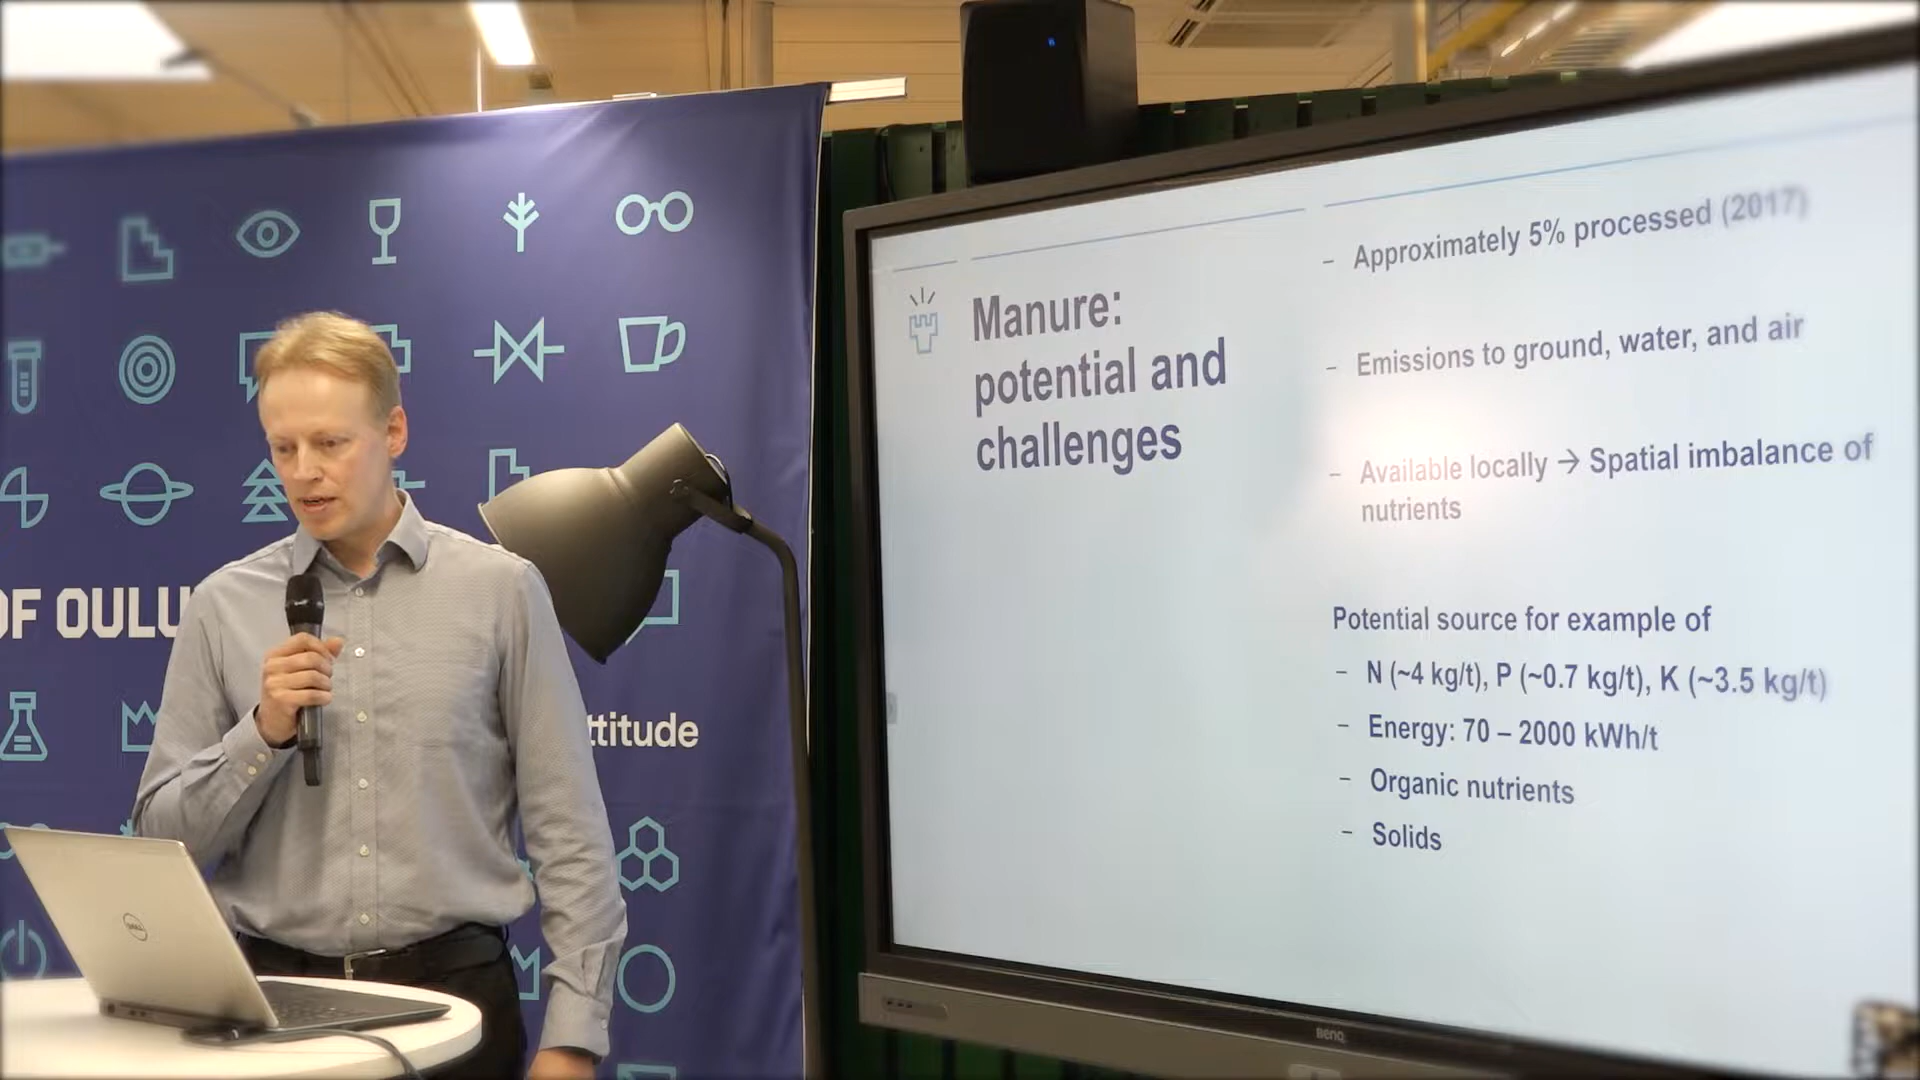 OF OULU
ttitude
DELL
Manure:
potential and
challenges
– Approximately 5% processed (2017)
– Emissions to ground, water, and air
– Available locally → Spatial imbalance of
nutrients
Potential source for example of
– N (~4 kg/t), P (~0.7 kg/t), K (~3.5 kg/t)
– Energy: 70 – 2000 kWh/t
– Organic nutrients
– Solids
BenQ